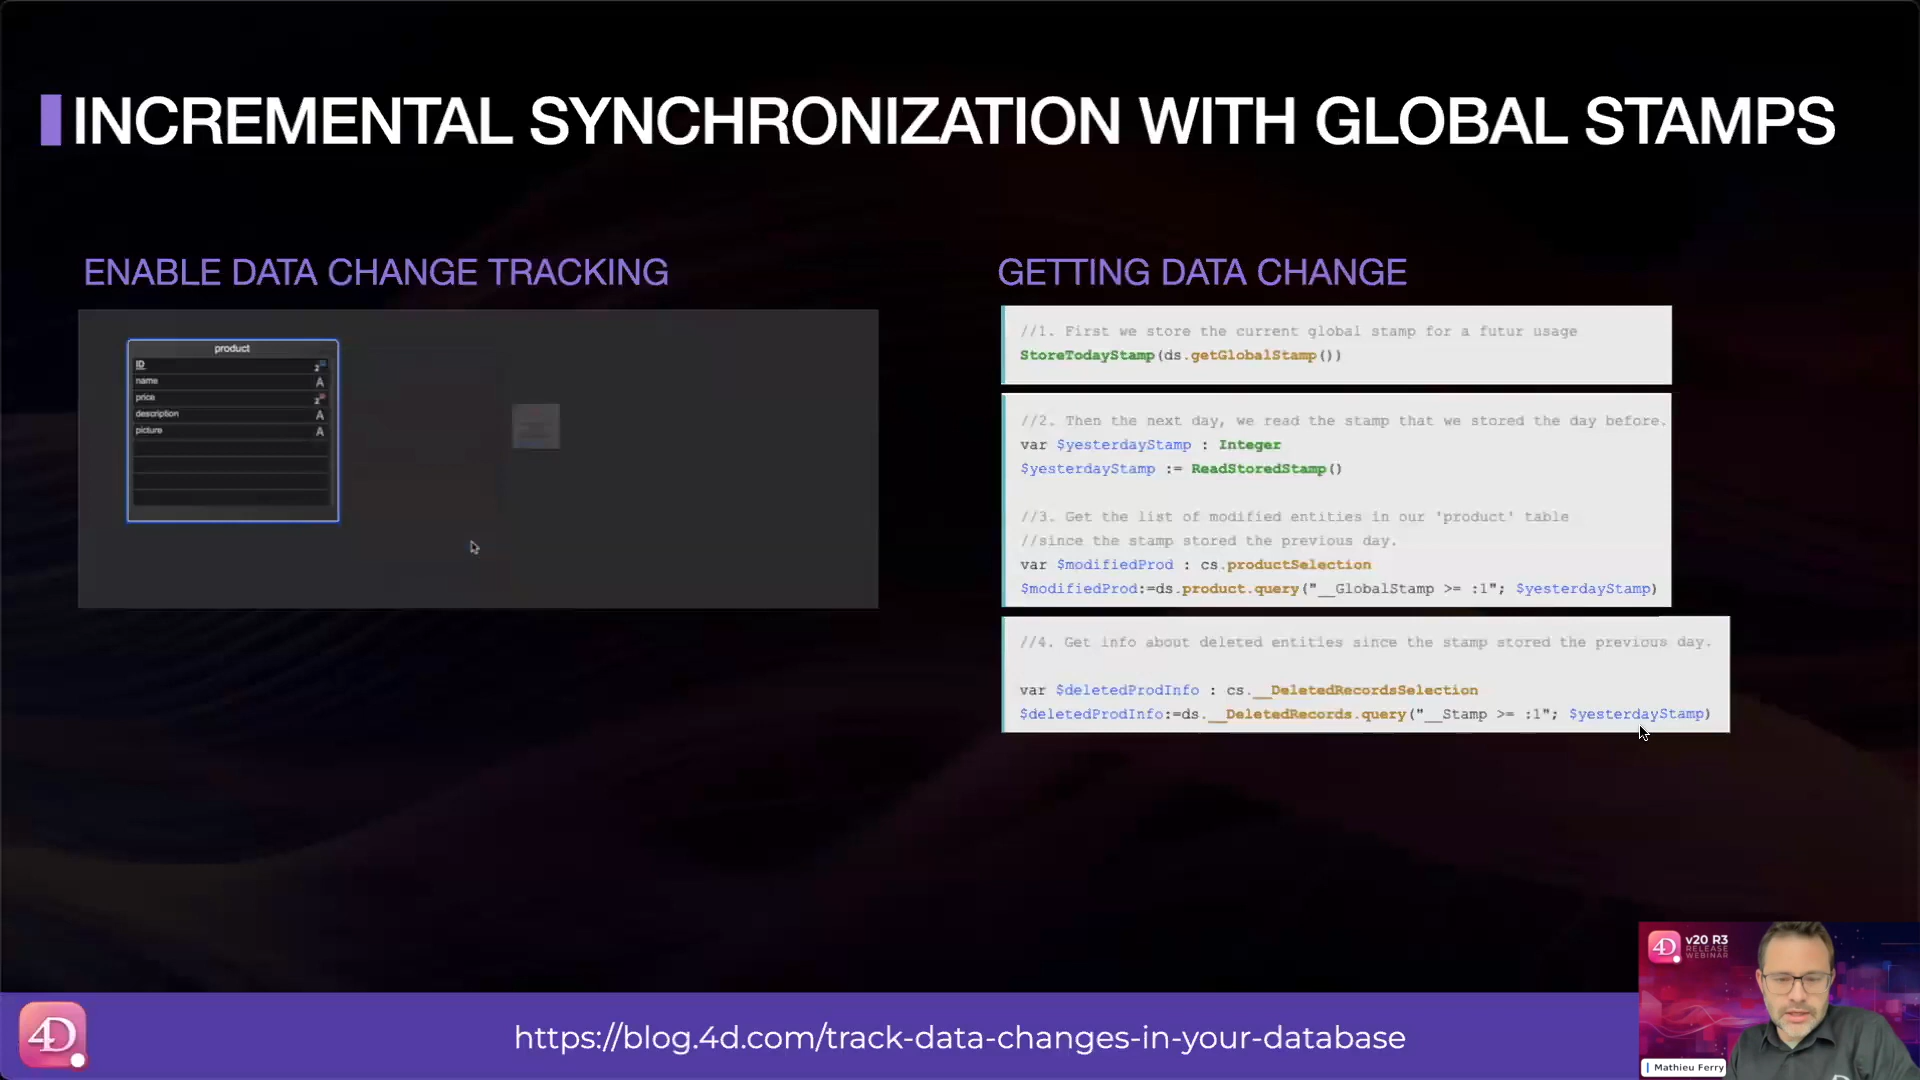 INCREMENTAL SYNCHRONIZATION WITH GLOBAL STAMPS
ENABLE DATA CHANGE TRACKING
product
ID
name A
price
description A
picture A
GETTING DATA CHANGE
//1. First we store the current global stamp for a futur usage
StoreTodayStamp(ds.getGlobalStamp())
//2. Then the next day, we read the stamp that we stored the day before.
var $yesterdayStamp : Integer
$yesterdayStamp := ReadStoredStamp()
//3. Get the list of modified entities in our 'product' table
//since the stamp stored the previous day.
var $modifiedProd : cs.productSelection
$modifiedProd:=ds.product.query("__GlobalStamp >= :1"; $yesterdayStamp)
//4. Get info about deleted entities since the stamp stored the previous day.
var $deletedProdInfo : cs.__DeletedRecordsSelection
$deletedProdInfo:=ds.__DeletedRecords.query("__Stamp >= :1"; $yesterdayStamp)
4D
https://blog.4d.com/track-data-changes-in-your-database
4D
v20 R3
RELEASE
WEBINAR
Mathieu Ferry